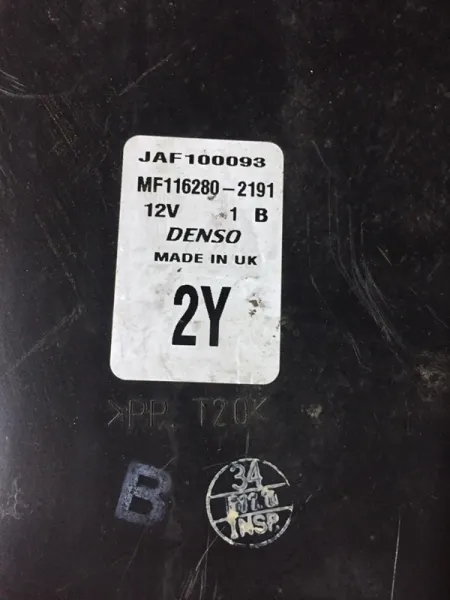 JAF100093
MF116280-2191
12V 1 B
DENSO
MADE IN UK
2Y
>PP T20<
B
34
INSP.